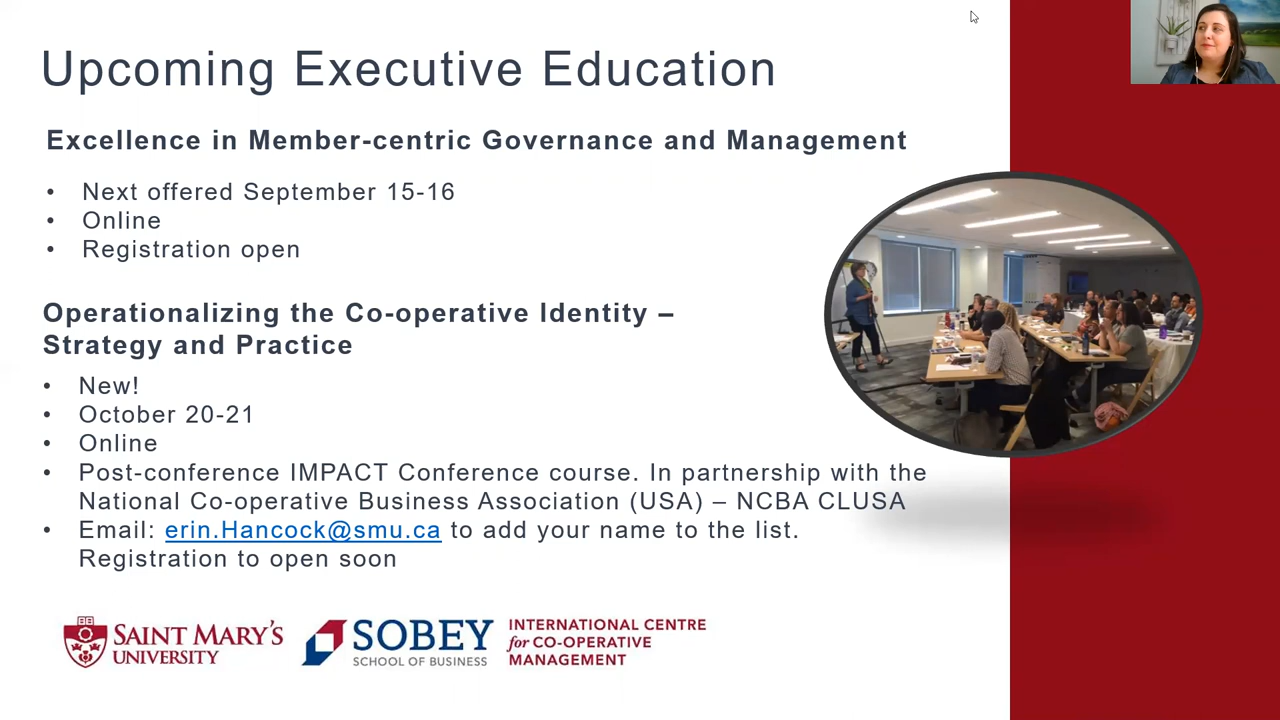 Upcoming Executive Education
Excellence in Member-centric Governance and Management
• Next offered September 15-16
• Online
• Registration open
Operationalizing the Co-operative Identity –
Strategy and Practice
• New!
• October 20-21
• Online
• Post-conference IMPACT Conference course. In partnership with the
National Co-operative Business Association (USA) – NCBA CLUSA
• Email: erin.Hancock@smu.ca to add your name to the list.
Registration to open soon
SAINT MARY'S
UNIVERSITY
SOBEY
SCHOOL OF BUSINESS
INTERNATIONAL CENTRE
for CO-OPERATIVE
MANAGEMENT